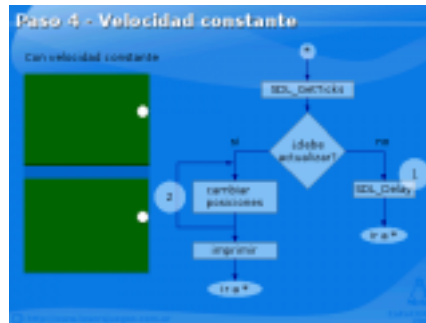 Paso 4 - Velocidad constante
Con velocidad constante
*
SDL_GetTicks
¿debo
actualizar?
si
no
1
2
cambiar
posiciones
SDL_Delay
imprimir
ir a *
ir a *